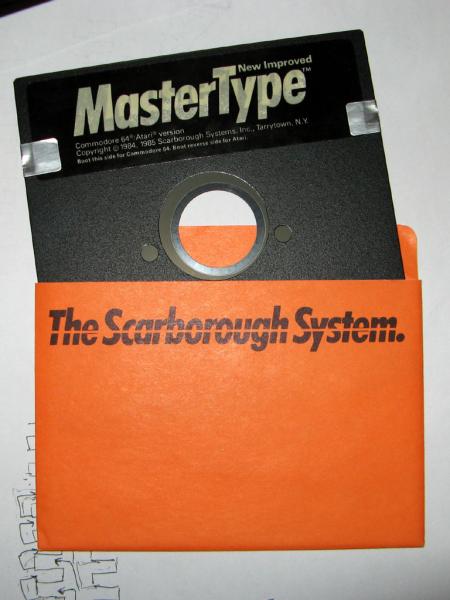 New Improved
MasterType™
Commodore 64®/Atari® version
Copyright © 1984, 1985 Scarborough Systems, Inc., Tarrytown, N.Y.
Boot this side for Commodore 64. Boot reverse side for Atari.
The Scarborough System.